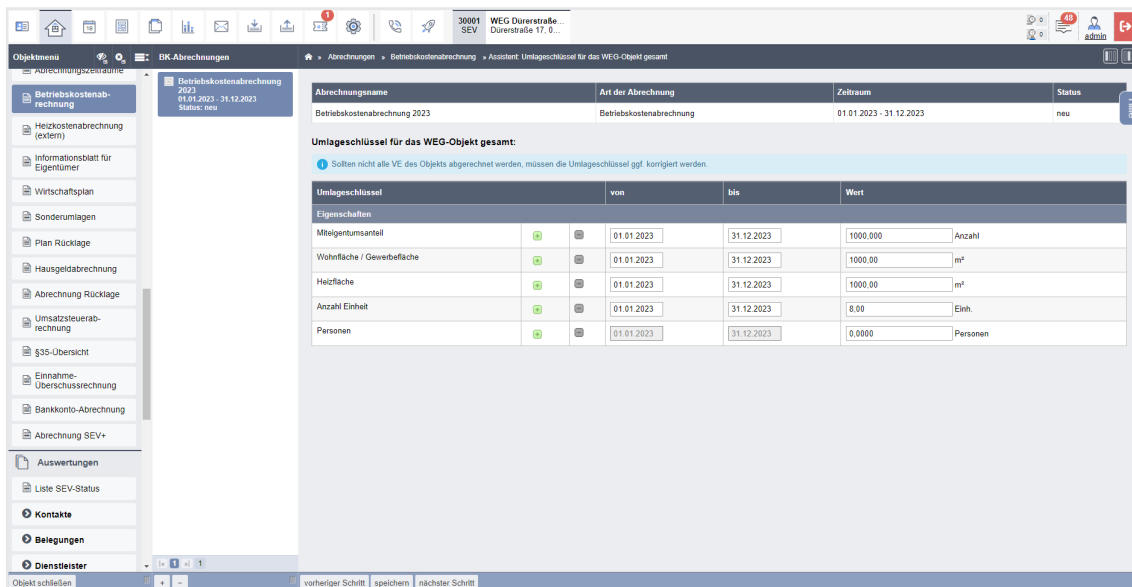 1
30001 WEG Dürerstraße...
SEV Dürerstraße 17, 0...
0
0
48
admin
Objektmenü
BK-Abrechnungen
» Abrechnungen » Betriebskostenabrechnung » Assistent: Umlageschlüssel für das WEG-Objekt gesamt
Abrechnungszeiträume
Betriebskostenab-
rechnung
Heizkostenabrechnung
(extern)
Informationsblatt für
Eigentümer
Wirtschaftsplan
Sonderumlagen
Plan Rücklage
Hausgeldabrechnung
Abrechnung Rücklage
Umsatzsteuerab-
rechnung
§35-Übersicht
Einnahme-
Überschussrechnung
Bankkonto-Abrechnung
Abrechnung SEV+
Auswertungen
Liste SEV-Status
Kontakte
Belegungen
Dienstleister
Objekt schließen
Betriebskostenabrechnung
2023
01.01.2023 - 31.12.2023
Status: neu
1 1
+ −
Abrechnungsname Art der Abrechnung Zeitraum Status
Betriebskostenabrechnung 2023 Betriebskostenabrechnung 01.01.2023 - 31.12.2023 neu
Umlageschlüssel für das WEG-Objekt gesamt:
Sollten nicht alle VE des Objekts abgerechnet werden, müssen die Umlageschlüssel ggf. korrigiert werden.
Umlageschlüssel von bis Wert
Eigenschaften
Miteigentumsanteil 01.01.2023 31.12.2023 1000,000 Anzahl
Wohnfläche / Gewerbefläche 01.01.2023 31.12.2023 1000,00 m²
Heizfläche 01.01.2023 31.12.2023 1000,00 m²
Anzahl Einheit 01.01.2023 31.12.2023 8,00 Einh.
Personen 01.01.2023 31.12.2023 0,0000 Personen
vorheriger Schritt speichern nächster Schritt